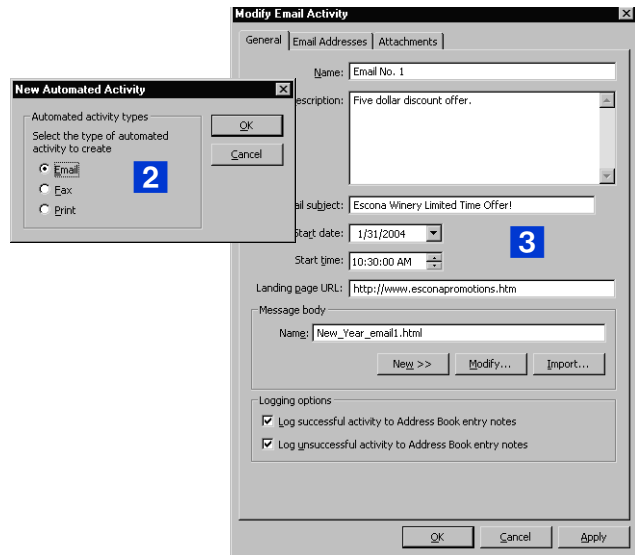 Modify Email Activity
General Email Addresses Attachments
Name: Email No. 1
escription: Five dollar discount offer.
ail subject: Escona Winery Limited Time Offer!
Start date: 1/31/2004
Start time: 10:30:00 AM
3
Landing page URL: http://www.esconapromotions.htm
Message body
Name: New_Year_email1.html
New >> Modify... Import...
Logging options
Log successful activity to Address Book entry notes
Log unsuccessful activity to Address Book entry notes
OK Cancel Apply
New Automated Activity
Automated activity types
Select the type of automated
activity to create
Email
Fax
Print
2
OK
Cancel